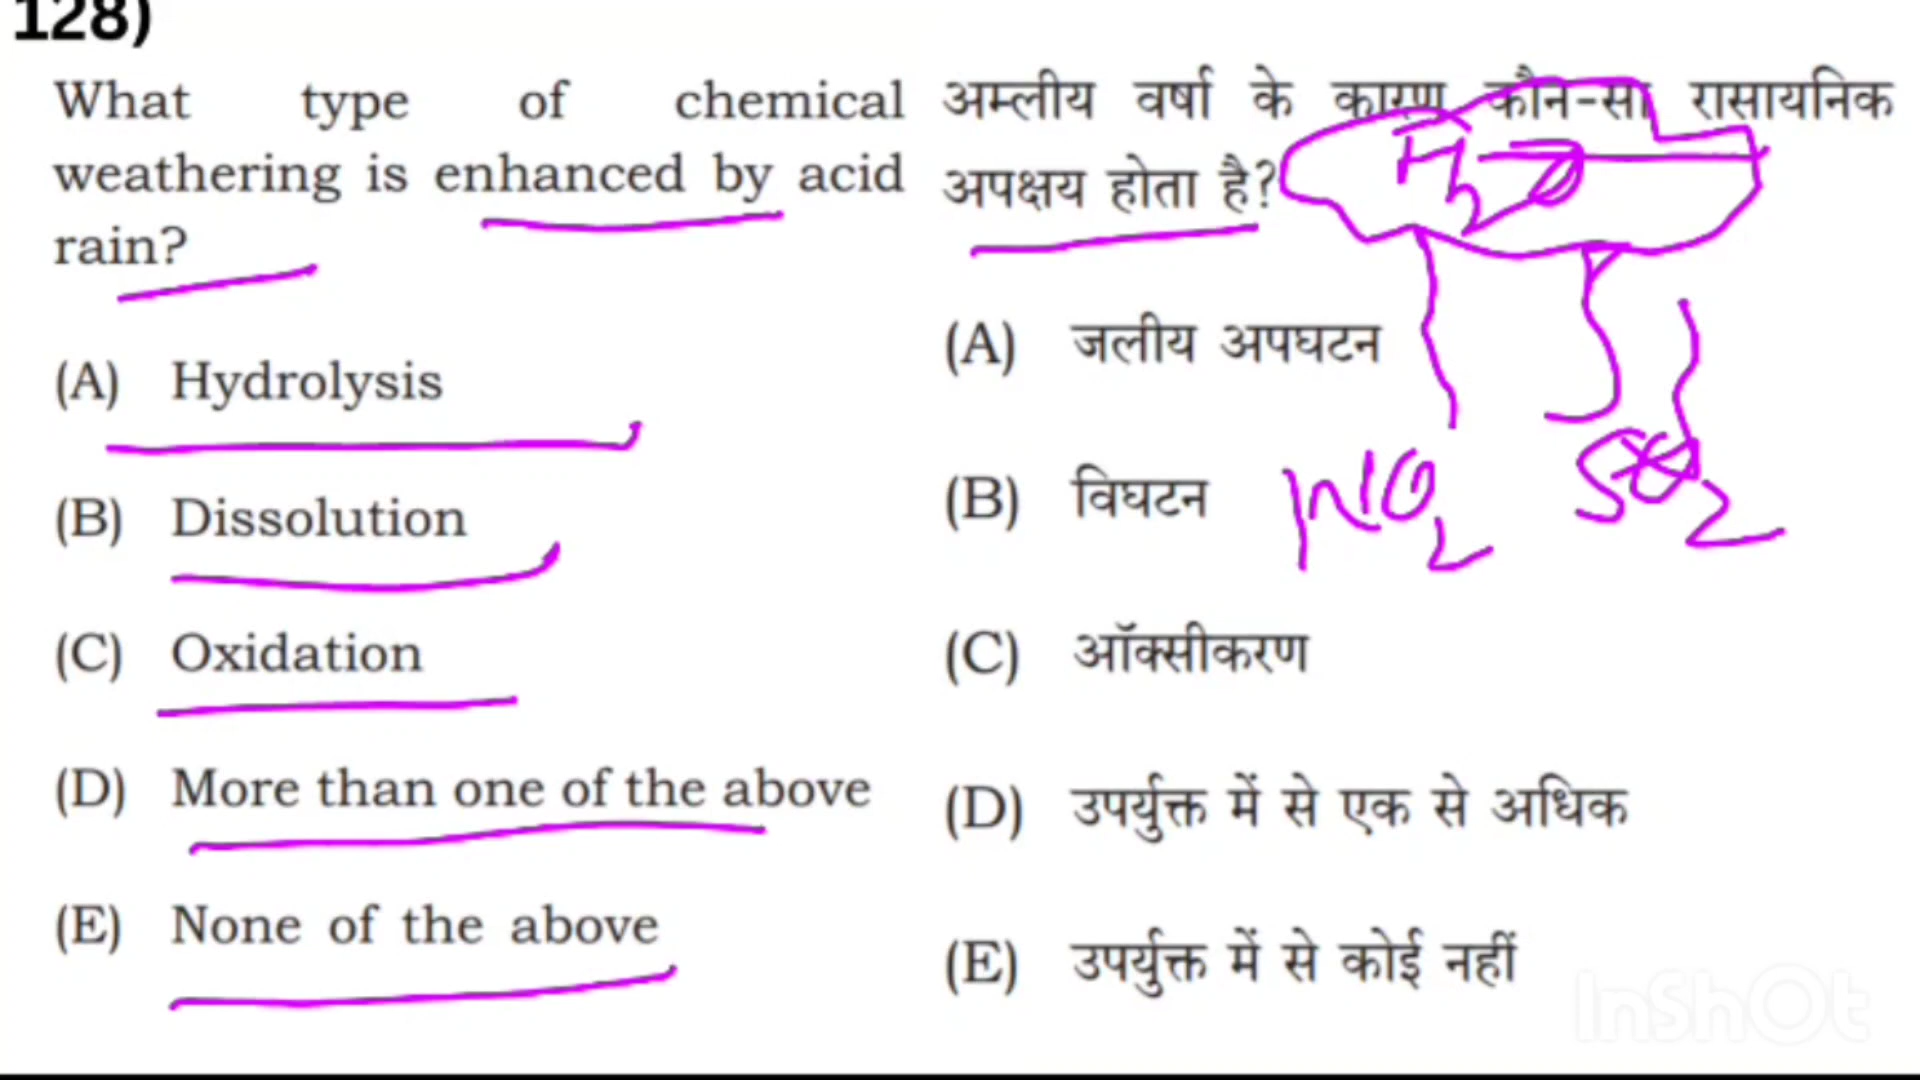 128)
What type of chemical
weathering is enhanced by acid
rain?
(A) Hydrolysis
(B) Dissolution
(C) Oxidation
(D) More than one of the above
(E) None of the above
अम्लीय वर्षा के कारण कौन-सा रासायनिक
अपक्षय होता है?
(A) जलीय अपघटन
(B) विघटन
(C) ऑक्सीकरण
(D) उपर्युक्त में से एक से अधिक
(E) उपर्युक्त में से कोई नहीं
NO2
InShOt